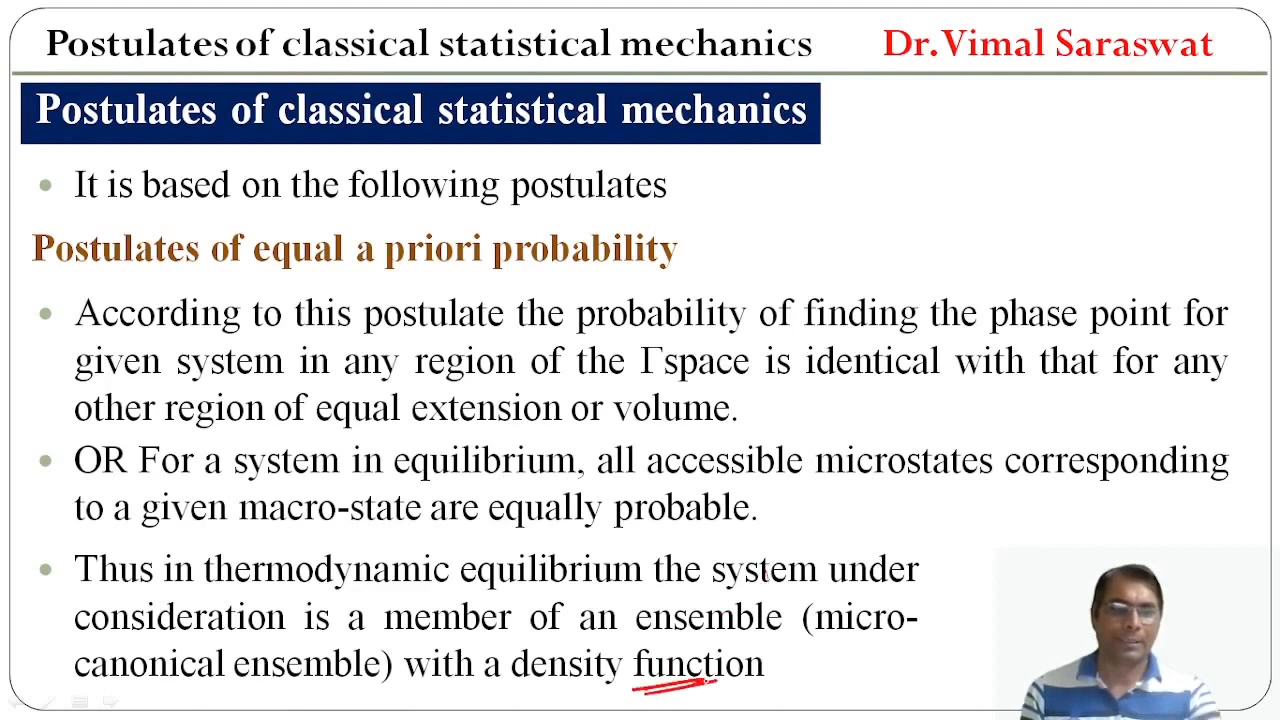 Postulates of classical statistical mechanics Dr. Vimal Saraswat
Postulates of classical statistical mechanics
• It is based on the following postulates
Postulates of equal a priori probability
• According to this postulate the probability of finding the phase point for
given system in any region of the Γspace is identical with that for any
other region of equal extension or volume.
• OR For a system in equilibrium, all accessible microstates corresponding
to a given macro-state are equally probable.
• Thus in thermodynamic equilibrium the system under
consideration is a member of an ensemble (micro-
canonical ensemble) with a density function